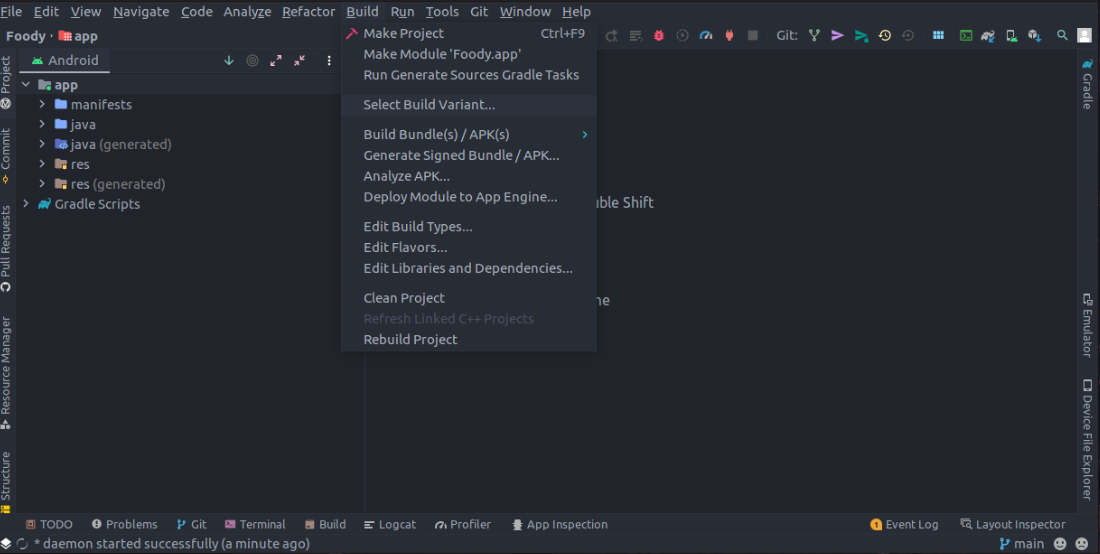 File Edit View Navigate Code Analyze Refactor Build Run Tools Git Window Help
Foody app
Git:
Android
app
manifests
java
java (generated)
res
res (generated)
Gradle Scripts
Make Project Ctrl+F9
Make Module 'Foody.app'
Run Generate Sources Gradle Tasks
Select Build Variant...
Build Bundle(s) / APK(s)
Generate Signed Bundle / APK...
Analyze APK...
Deploy Module to App Engine...
Edit Build Types...
Edit Flavors...
Edit Libraries and Dependencies...
Clean Project
Refresh Linked C++ Projects
Rebuild Project
Shift
Project
Commit
Pull Requests
Resource Manager
Structure
Gradle
Emulator
Device File Explorer
TODO Problems Git Terminal Build Logcat Profiler App Inspection 1 Event Log Layout Inspector
* daemon started successfully (a minute ago) main